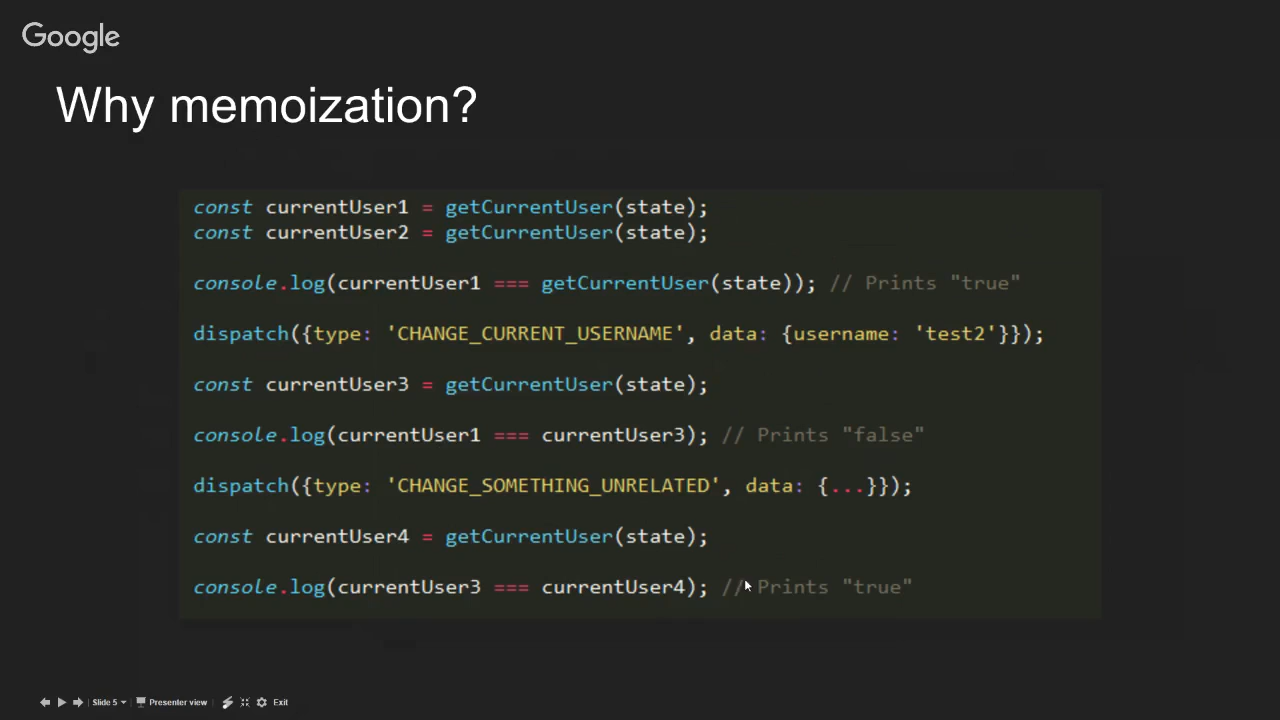 Google
Why memoization?
const currentUser1 = getCurrentUser(state);
const currentUser2 = getCurrentUser(state);
console.log(currentUser1 === getCurrentUser(state)); // Prints "true"
dispatch({type: 'CHANGE_CURRENT_USERNAME', data: {username: 'test2'}});
const currentUser3 = getCurrentUser(state);
console.log(currentUser1 === currentUser3); // Prints "false"
dispatch({type: 'CHANGE_SOMETHING_UNRELATED', data: {...}});
const currentUser4 = getCurrentUser(state);
console.log(currentUser3 === currentUser4); // Prints "true"
Slide 5 Presenter view Exit